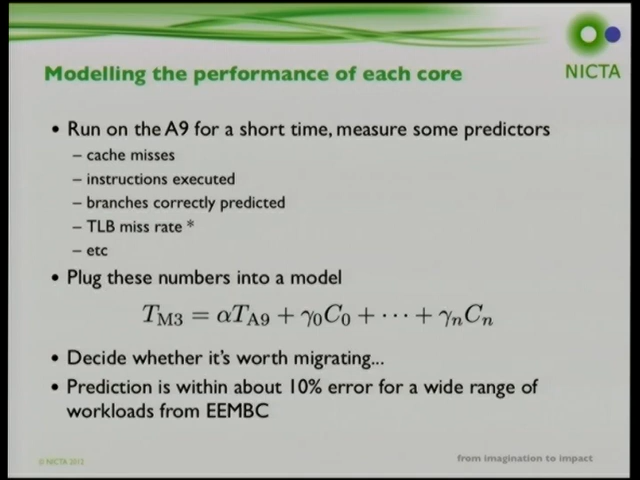 NICTA
Modelling the performance of each core
• Run on the A9 for a short time, measure some predictors
– cache misses
– instructions executed
– branches correctly predicted
– TLB miss rate *
– etc
• Plug these numbers into a model
T_M3 = αT_A9 + γ₀C₀ + ··· + γₙCₙ
• Decide whether it's worth migrating...
• Prediction is within about 10% error for a wide range of
workloads from EEMBC
© NICTA 2012
from imagination to impact